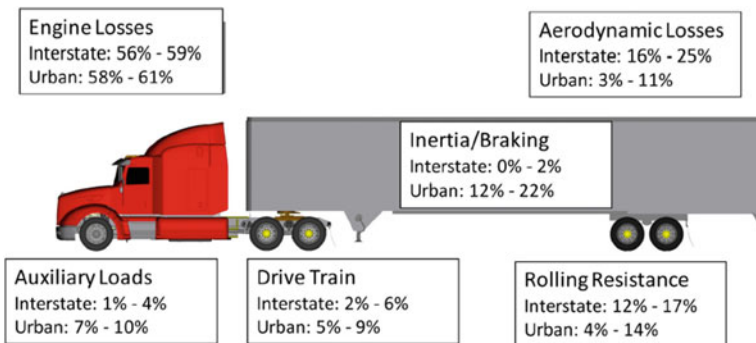 Engine Losses
Interstate: 56% - 59%
Urban: 58% - 61%
Aerodynamic Losses
Interstate: 16% - 25%
Urban: 3% - 11%
Inertia/Braking
Interstate: 0% - 2%
Urban: 12% - 22%
Auxiliary Loads
Interstate: 1% - 4%
Urban: 7% - 10%
Drive Train
Interstate: 2% - 6%
Urban: 5% - 9%
Rolling Resistance
Interstate: 12% - 17%
Urban: 4% - 14%